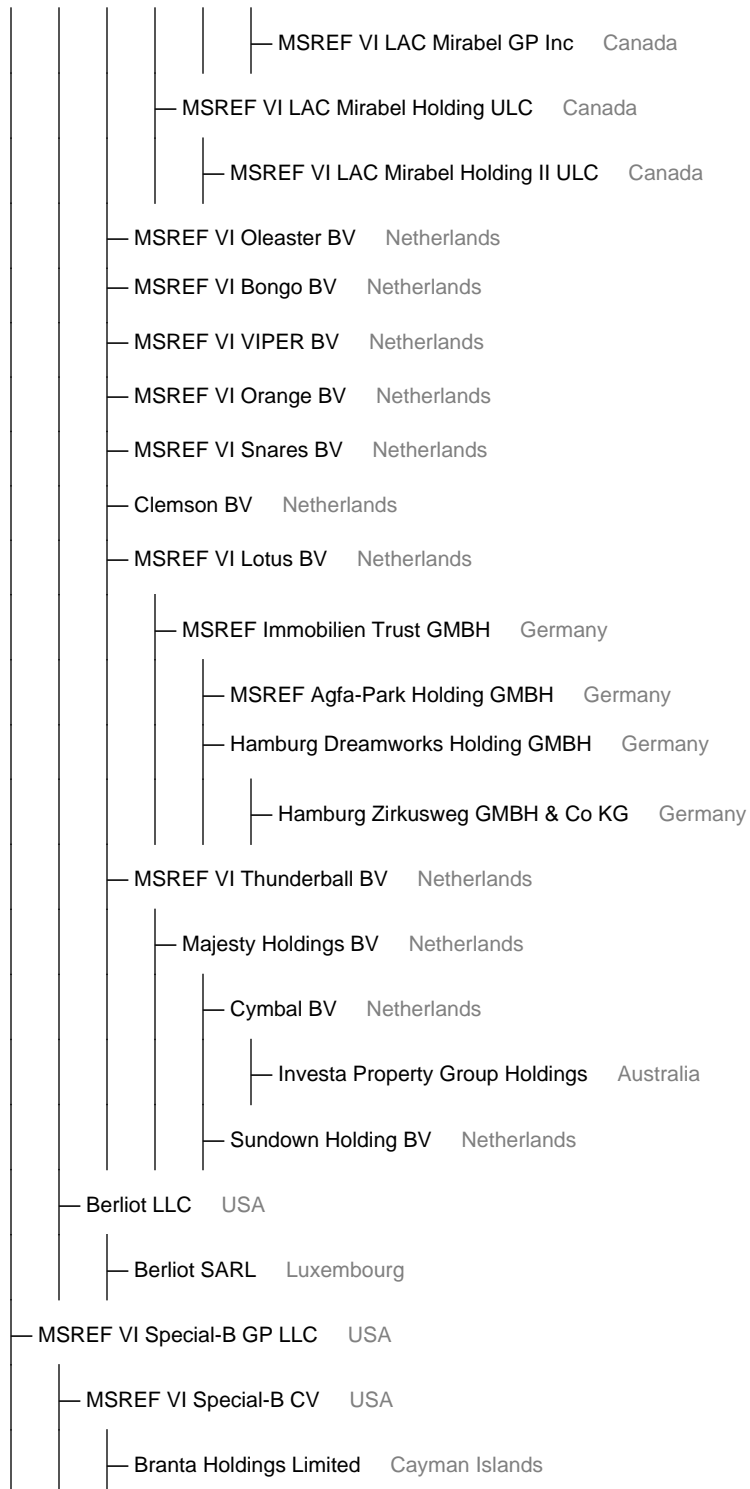 MSREF VI LAC Mirabel GP Inc Canada
MSREF VI LAC Mirabel Holding ULC Canada
MSREF VI LAC Mirabel Holding II ULC Canada
MSREF VI Oleaster BV Netherlands
MSREF VI Bongo BV Netherlands
MSREF VI VIPER BV Netherlands
MSREF VI Orange BV Netherlands
MSREF VI Snares BV Netherlands
Clemson BV Netherlands
MSREF VI Lotus BV Netherlands
MSREF Immobilien Trust GMBH Germany
MSREF Agfa-Park Holding GMBH Germany
Hamburg Dreamworks Holding GMBH Germany
Hamburg Zirkusweg GMBH & Co KG Germany
MSREF VI Thunderball BV Netherlands
Majesty Holdings BV Netherlands
Cymbal BV Netherlands
Investa Property Group Holdings Australia
Sundown Holding BV Netherlands
Berliot LLC USA
Berliot SARL Luxembourg
MSREF VI Special-B GP LLC USA
MSREF VI Special-B CV USA
Branta Holdings Limited Cayman Islands